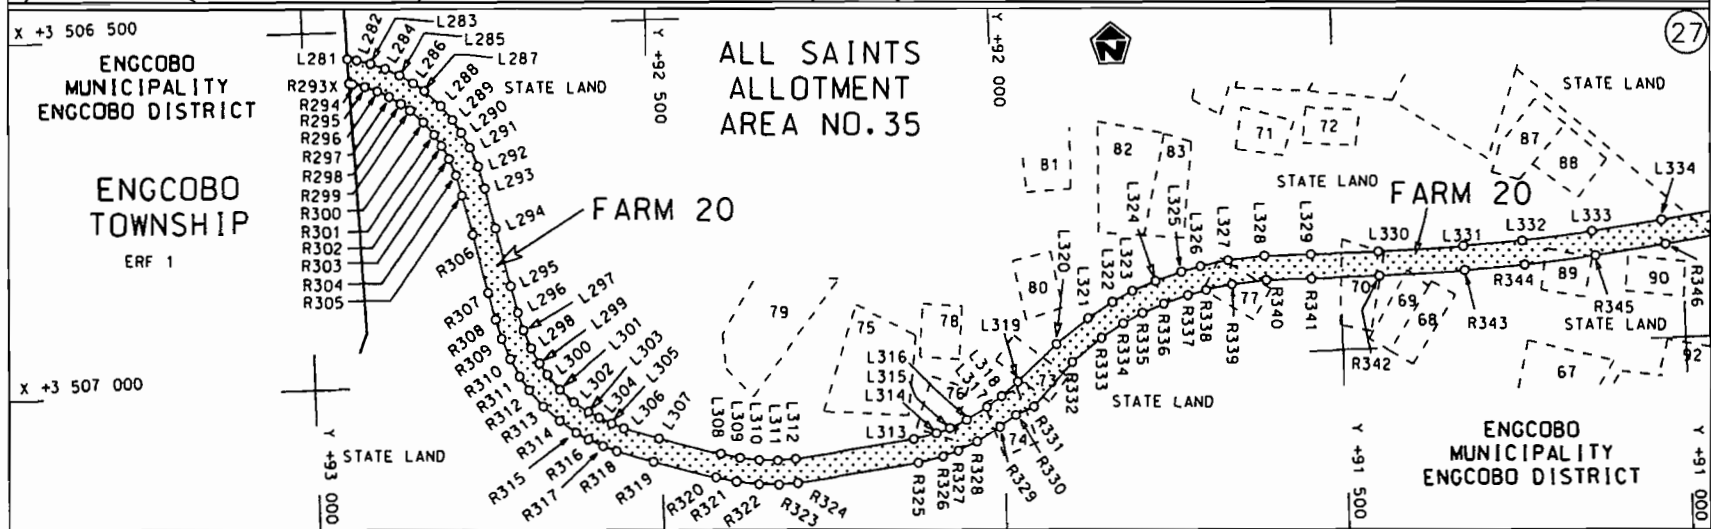 X +3 506 500
ENGCOBO
MUNICIPALITY
ENGCOBO DISTRICT
ENGCOBO
TOWNSHIP
ERF 1
L281
R293X
R294
R295
R296
R297
R298
R299
R300
R301
R302
R303
R304
R305
L282
L283
L284
L285
L286
L287
L288
L289
L290
L291
L292
L293
L294
STATE LAND
FARM 20
Y +92 500
ALL SAINTS
ALLOTMENT
AREA NO.35
Y +92 000
N
27
STATE LAND
71
72
81
82
83
87
88
STATE LAND
FARM 20
L334
R306
R307
R308
R309
R310
R311
R312
R313
R314
R315
R316
R317
R318
R319
R320
R321
R322
R323
R324
L295
L296
L297
L298
L299
L300
L301
L302
L303
L304
L305
L306
L307
L308
L309
L310
L311
L312
79
75
78
76
80
L313
L314
L315
L316
L317
L318
L319
L320
L321
L322
L323
L324
L325
L326
L327
L328
L329
L330
L331
L332
L333
73
74
77
70
69
68
89
90
67
92
R325
R326
R327
R328
R329
R330
R331
R332
R333
R334
R335
R336
R337
R338
R339
R340
R341
R342
R343
R344
R345
R346
STATE LAND
STATE LAND
X +3 507 000
Y +93 000
STATE LAND
Y +91 500
ENGCOBO
MUNICIPALITY
ENGCOBO DISTRICT
Y +91 000